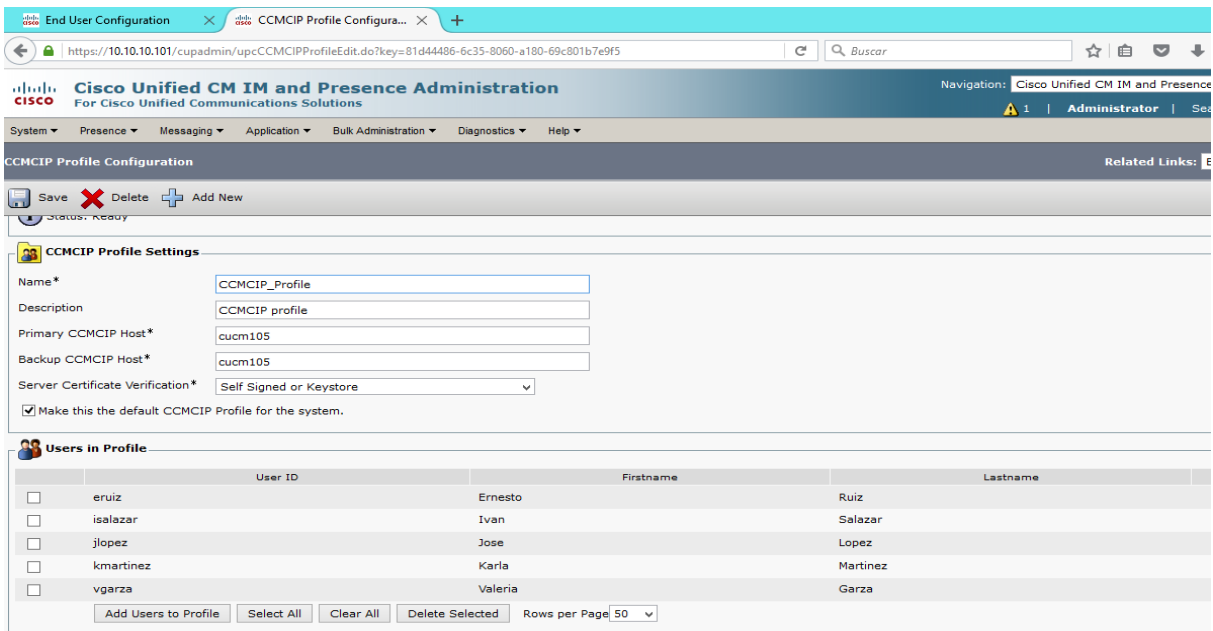 cisco End User Configuration cisco CCMCIP Profile Configura...
https://10.10.10.101/cupadmin/upcCCMCIPProfileEdit.do?key=81d44486-6c35-8060-a180-69c801b7e9f5 Buscar
cisco Cisco Unified CM IM and Presence Administration Navigation: Cisco Unified CM IM and Presence
For Cisco Unified Communications Solutions 1 | Administrator | Sea
System Presence Messaging Application Bulk Administration Diagnostics Help
CCMCIP Profile Configuration Related Links: E
Save Delete Add New
Status: Ready
CCMCIP Profile Settings
Name* CCMCIP_Profile
Description CCMCIP profile
Primary CCMCIP Host* cucm105
Backup CCMCIP Host* cucm105
Server Certificate Verification* Self Signed or Keystore
Make this the default CCMCIP Profile for the system.
Users in Profile
User ID Firstname Lastname
eruiz Ernesto Ruiz
isalazar Ivan Salazar
jlopez Jose Lopez
kmartinez Karla Martinez
vgarza Valeria Garza
Add Users to Profile Select All Clear All Delete Selected Rows per Page 50